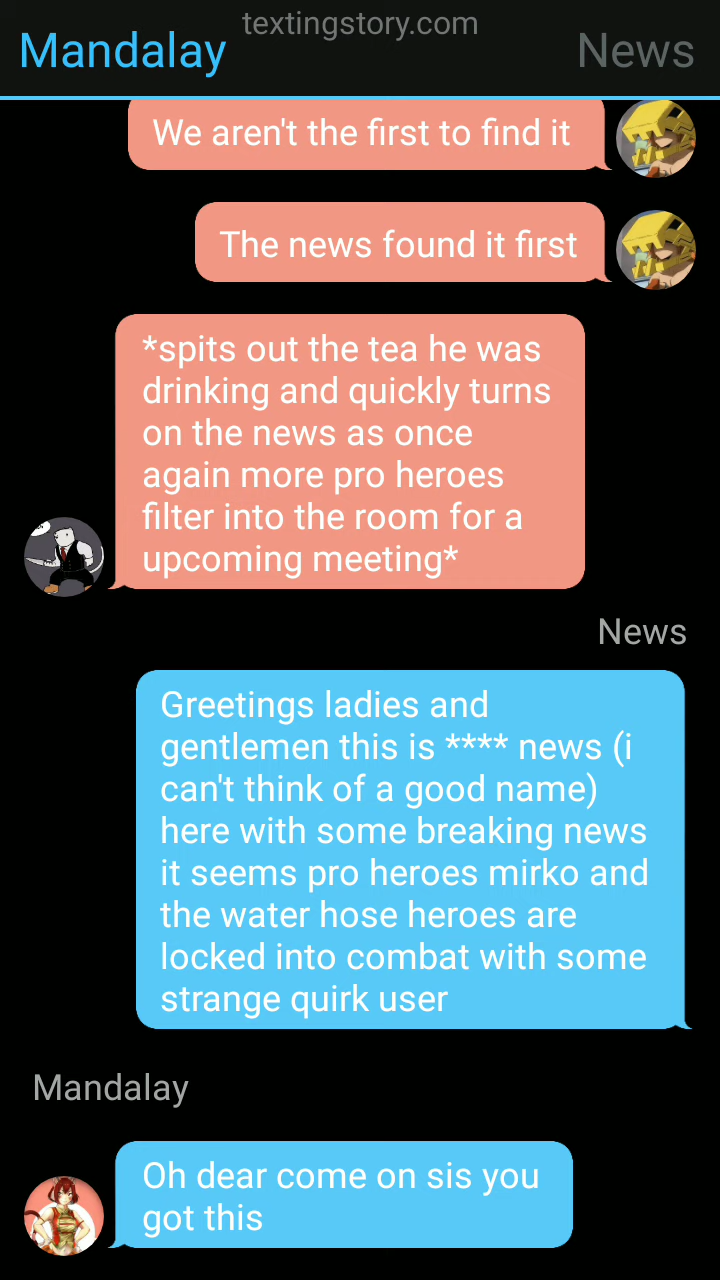 textingstory.com
Mandalay
News
We aren't the first to find it
The news found it first
*spits out the tea he was
drinking and quickly turns
on the news as once
again more pro heroes
filter into the room for a
upcoming meeting*
News
Greetings ladies and
gentlemen this is **** news (i
can't think of a good name)
here with some breaking news
it seems pro heroes mirko and
the water hose heroes are
locked into combat with some
strange quirk user
Mandalay
Oh dear come on sis you
got this